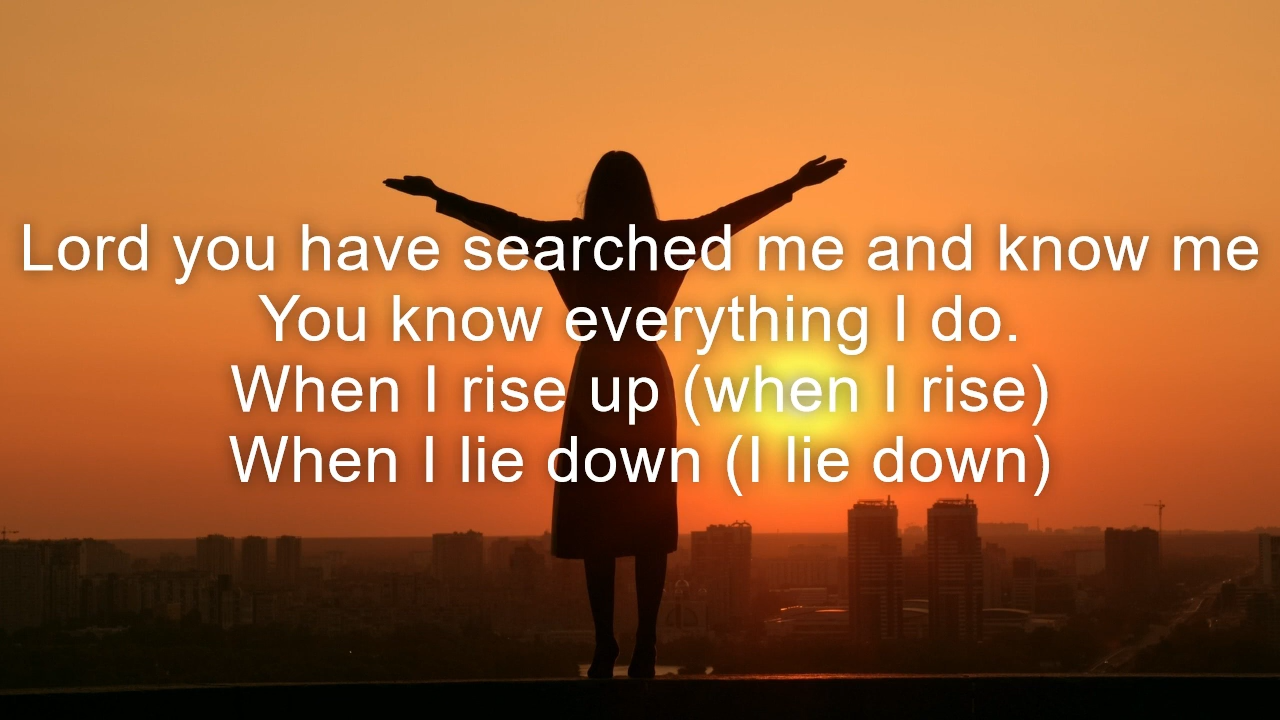 Lord you have searched me and know me
You know everything I do.
When I rise up (when I rise)
When I lie down (I lie down)